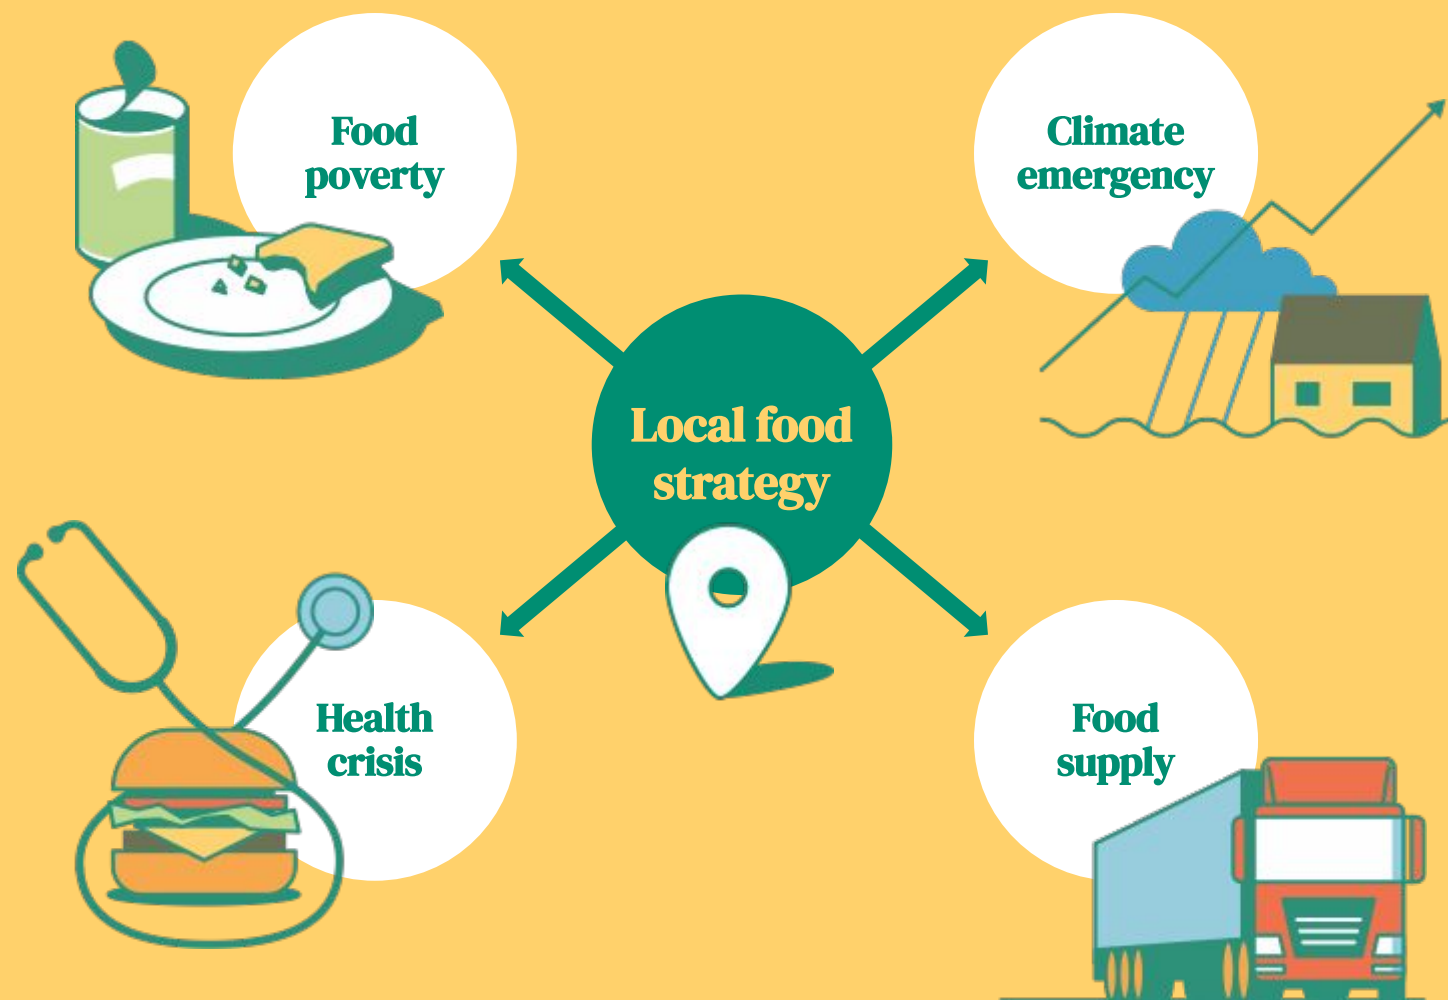 Food
poverty
Climate
emergency
Local food
strategy
Health
crisis
Food
supply